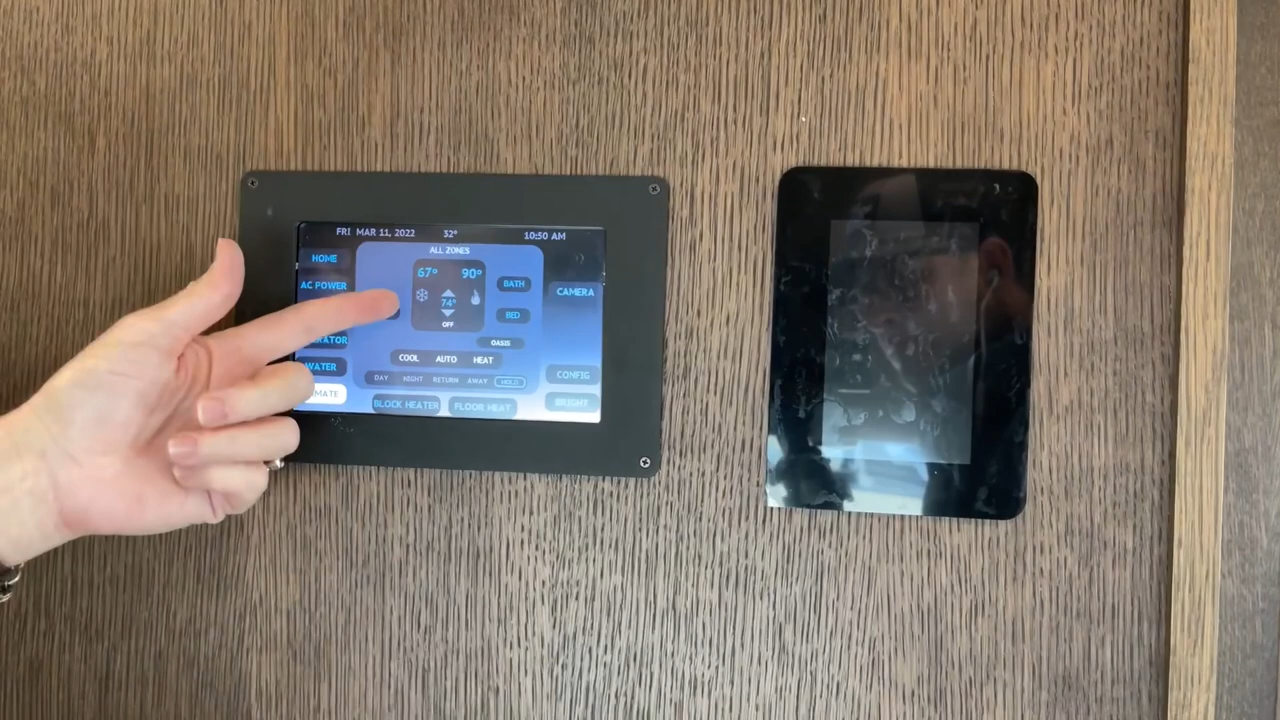 FRI MAR 11, 2022 32° 10:50 AM
ALL ZONES
HOME
67° 90°
BATH
AC POWER
CAMERA
74°
BED
OFF
OASIS
COOL AUTO HEAT
WATER
CONFIG
DAY NIGHT RETURN AWAY HOLD
BLOCK HEATER FLOOR HEAT
BRIGHT